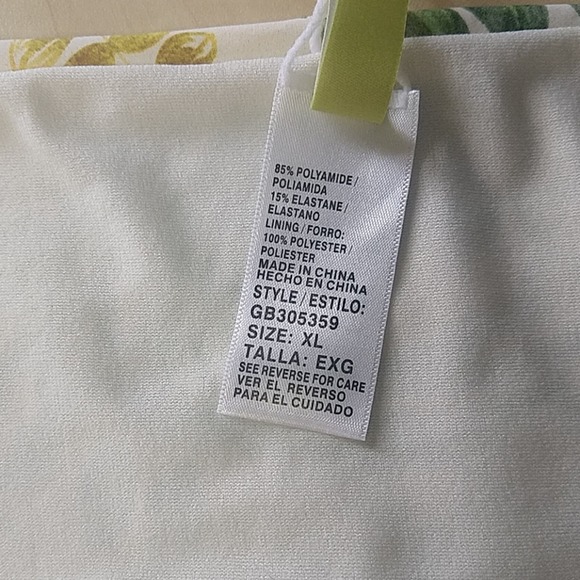 85% POLYAMIDE /
POLIAMIDA
15% ELASTANE /
ELASTANO
LINING / FORRO:
100% POLYESTER /
POLIESTER
MADE IN CHINA
HECHO EN CHINA
STYLE / ESTILO:
GB305359
SIZE: XL
TALLA: EXG
SEE REVERSE FOR CARE
VER EL REVERSO
PARA EL CUIDADO